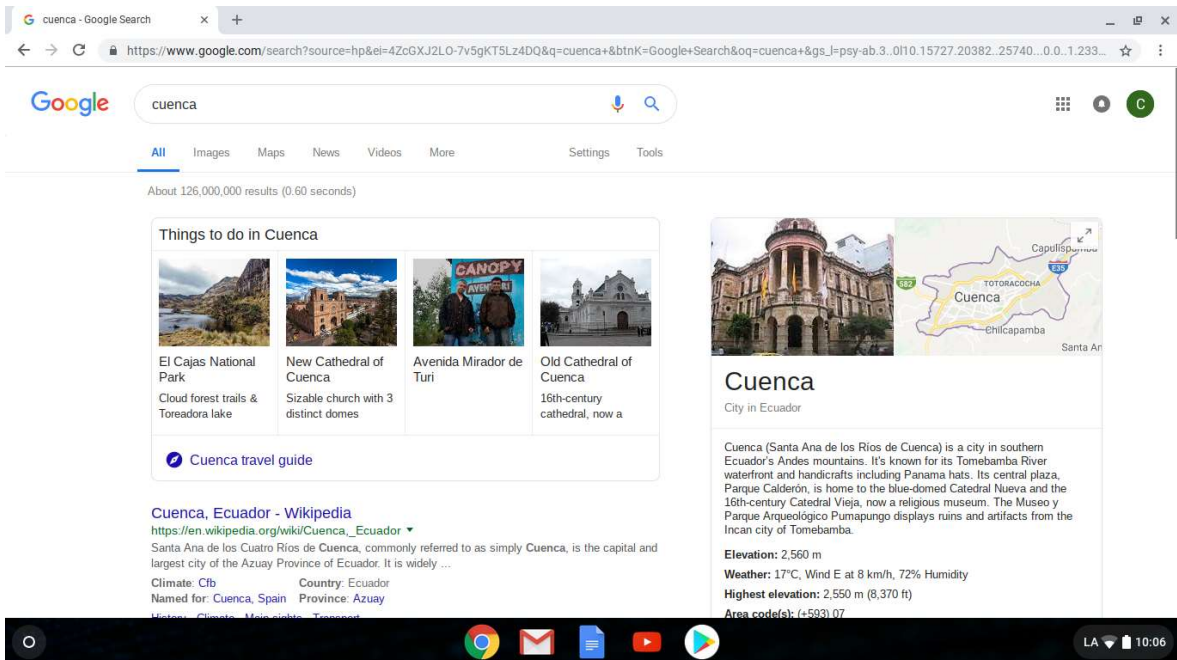 cuenca - Google Search
https://www.google.com/search?source=hp&ei=4ZcGXJ2LO-7v5gKT5Lz4DQ&q=cuenca+&btnK=Google+Search&oq=cuenca+&gs_l=psy-ab.3..0l10.15727.20382..25740...0.0..1.233...
Google
cuenca
C
All Images Maps News Videos More Settings Tools
About 126,000,000 results (0.60 seconds)
Things to do in Cuenca
CANOPY
El Cajas National
Park
Cloud forest trails &
Toreadora lake
New Cathedral of
Cuenca
Sizable church with 3
distinct domes
Avenida Mirador de
Turi
Old Cathedral of
Cuenca
16th-century
cathedral, now a
Cuenca travel guide
Cuenca, Ecuador - Wikipedia
https://en.wikipedia.org/wiki/Cuenca,_Ecuador
Santa Ana de los Cuatro Ríos de Cuenca, commonly referred to as simply Cuenca, is the capital and
largest city of the Azuay Province of Ecuador. It is widely ...
Climate: Cfb Country: Ecuador
Named for: Cuenca, Spain Province: Azuay
History - Climate - Main sights - Transport
E35
582
TOTORACOCHA
Cuenca
Chilcapamba
Santa An
Cuenca
City in Ecuador
Cuenca (Santa Ana de los Ríos de Cuenca) is a city in southern
Ecuador's Andes mountains. It's known for its Tomebamba River
waterfront and handicrafts including Panama hats. Its central plaza,
Parque Calderón, is home to the blue-domed Catedral Nueva and the
16th-century Catedral Vieja, now a religious museum. The Museo y
Parque Arqueológico Pumapungo displays ruins and artifacts from the
Incan city of Tomebamba.
Elevation: 2,560 m
Weather: 17°C, Wind E at 8 km/h, 72% Humidity
Highest elevation: 2,550 m (8,370 ft)
Area code(s): (+593) 07
LA 10:06